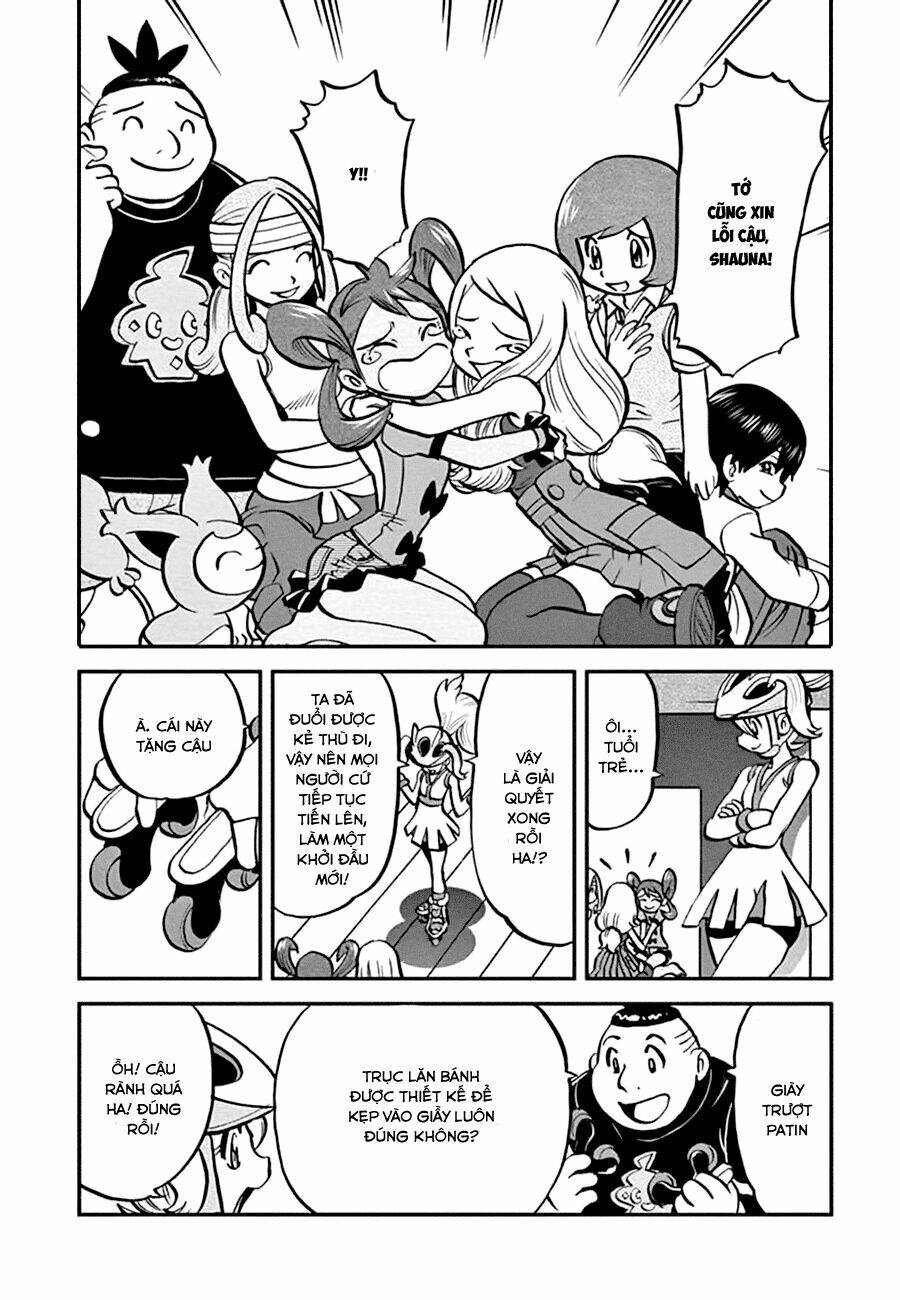 TỚ
CŨNG XIN
LỖI CẬU,
SHAUNA!
Y!!
ÔI...
TUỔI
TRẺ...
VẬY
LÀ GIẢI
QUYẾT
XONG
RỒI
HA!?
TA ĐÃ
ĐUỔI ĐƯỢC
KẺ THÙ ĐI,
VẬY NÊN MỌI
NGƯỜI CỨ
TIẾP TỤC
TIẾN LÊN,
LÀM MỘT
KHỞI ĐẦU
MỚI!
À. CÁI NÀY
TẶNG CẬU
GIÀY
TRƯỢT
PATIN
TRỤC LĂN BÁNH
ĐƯỢC THIẾT KẾ ĐỂ
KẸP VÀO GIẦY LUÔN
ĐÚNG KHÔNG?
ỒH! CẬU
RÀNH QUÁ
HA! ĐÚNG
RỒI!